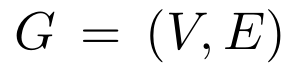 G = (V, E)